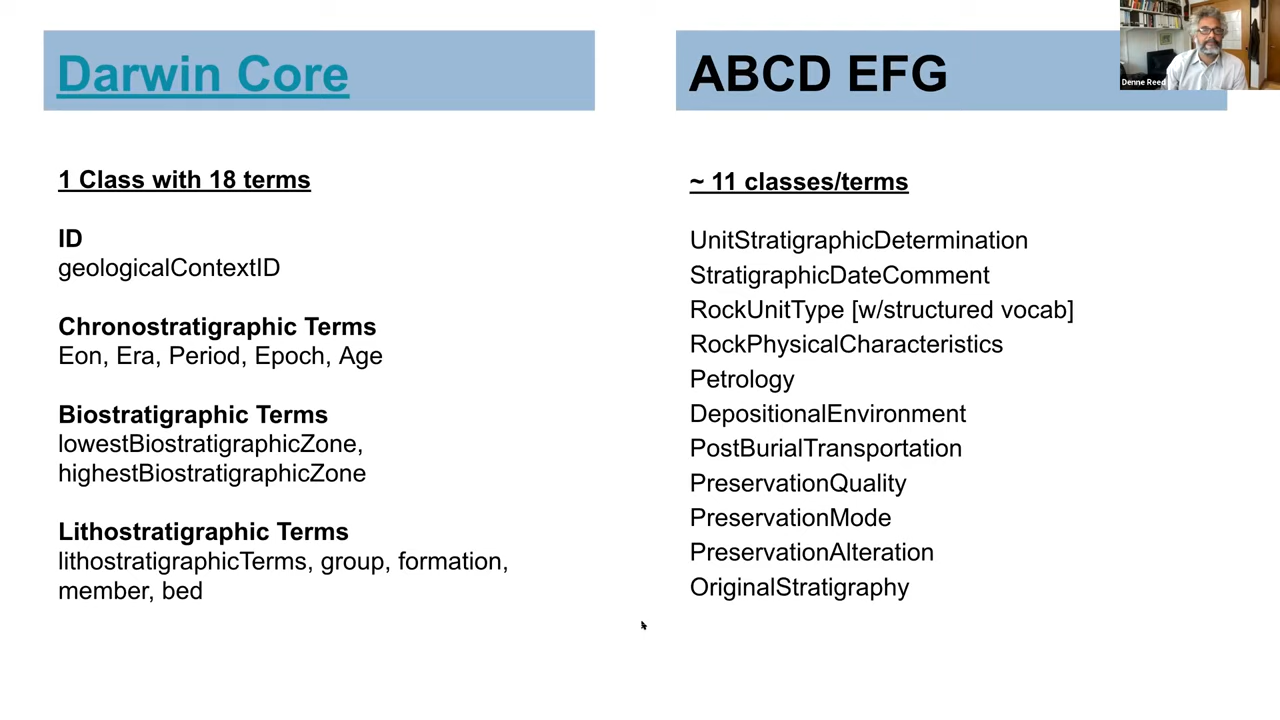 Darwin Core
1 Class with 18 terms
ID
geologicalContextID
Chronostratigraphic Terms
Eon, Era, Period, Epoch, Age
Biostratigraphic Terms
lowestBiostratigraphicZone,
highestBiostratigraphicZone
Lithostratigraphic Terms
lithostratigraphicTerms, group, formation,
member, bed
ABCD EFG
~ 11 classes/terms
UnitStratigraphicDetermination
StratigraphicDateComment
RockUnitType [w/structured vocab]
RockPhysicalCharacteristics
Petrology
DepositionalEnvironment
PostBurialTransportation
PreservationQuality
PreservationMode
PreservationAlteration
OriginalStratigraphy
Denne Reed